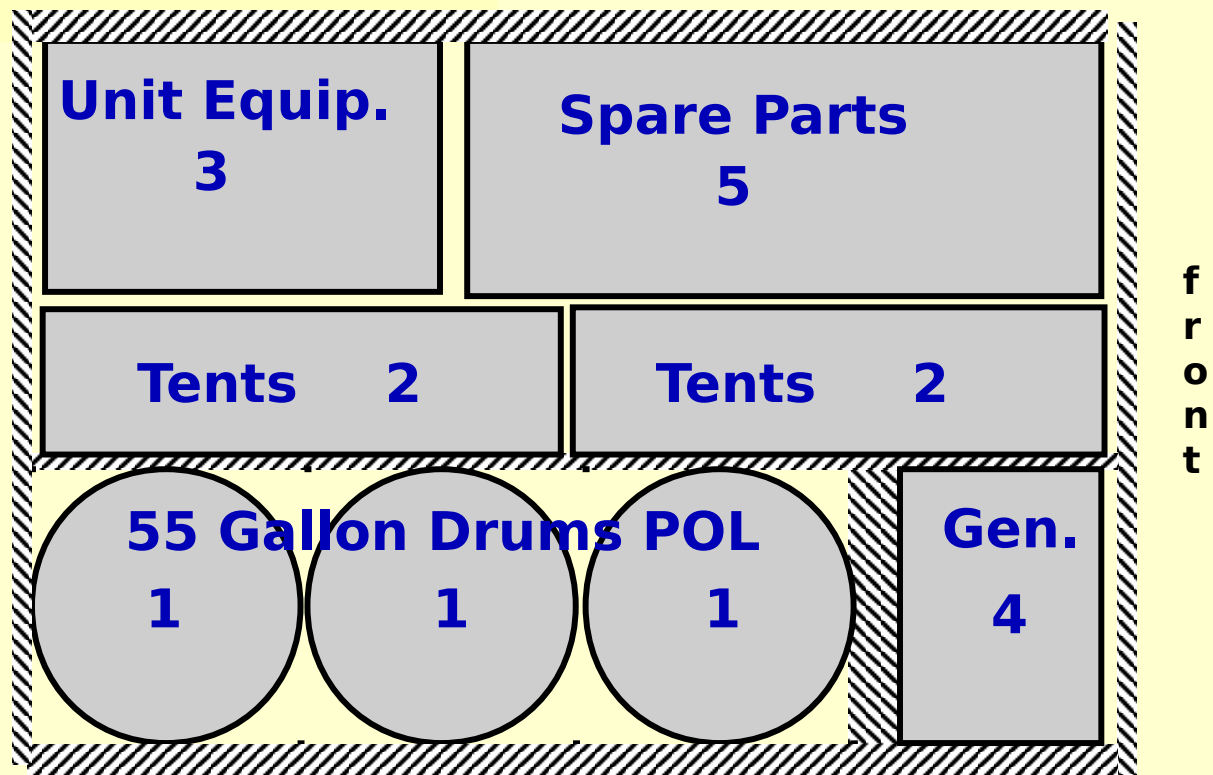 Unit Equip.
3
Spare Parts
5
Tents 2
Tents 2
55 Gallon Drums POL
1 1 1
Gen.
4
front